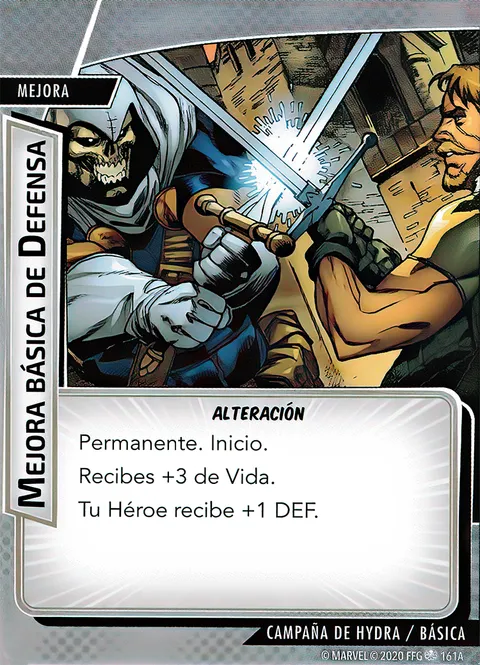 MEJORA
MEJORA BÁSICA DE DEFENSA
ALTERACIÓN
Permanente. Inicio.
Recibes +3 de Vida.
Tu Héroe recibe +1 DEF.
CAMPAÑA DE HYDRA / BÁSICA
© MARVEL © 2020 FFG 161A